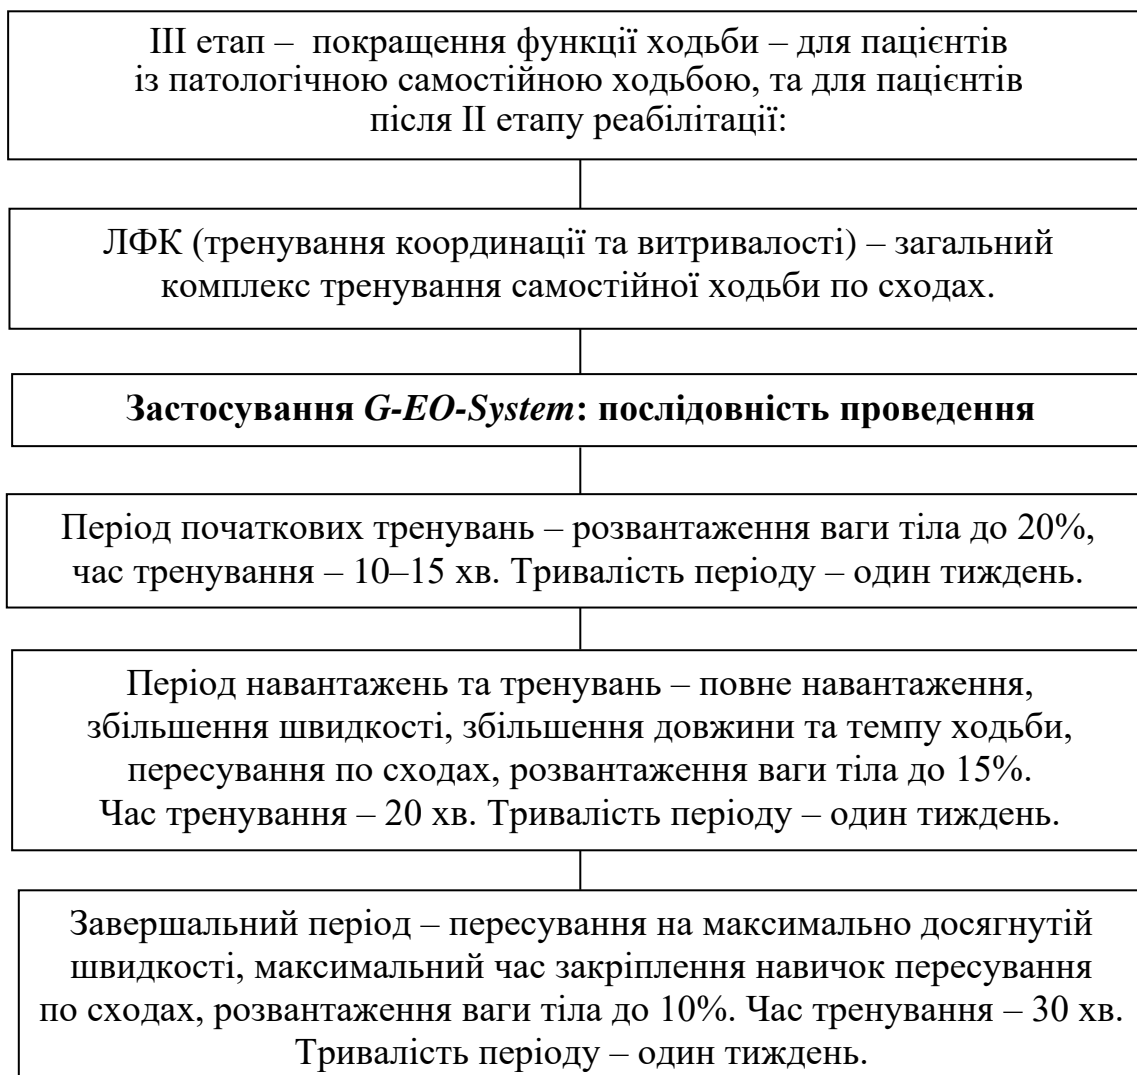 ІІІ етап – покращення функції ходьби – для пацієнтів
із патологічною самостійною ходьбою, та для пацієнтів
після ІІ етапу реабілітації:
ЛФК (тренування координації та витривалості) – загальний
комплекс тренування самостійної ходьби по сходах.
Застосування G-EO-System: послідовність проведення
Період початкових тренувань – розвантаження ваги тіла до 20%,
час тренування – 10–15 хв. Тривалість періоду – один тиждень.
Період навантажень та тренувань – повне навантаження,
збільшення швидкості, збільшення довжини та темпу ходьби,
пересування по сходах, розвантаження ваги тіла до 15%.
Час тренування – 20 хв. Тривалість періоду – один тиждень.
Завершальний період – пересування на максимально досягнутій
швидкості, максимальний час закріплення навичок пересування
по сходах, розвантаження ваги тіла до 10%. Час тренування – 30 хв.
Тривалість періоду – один тиждень.